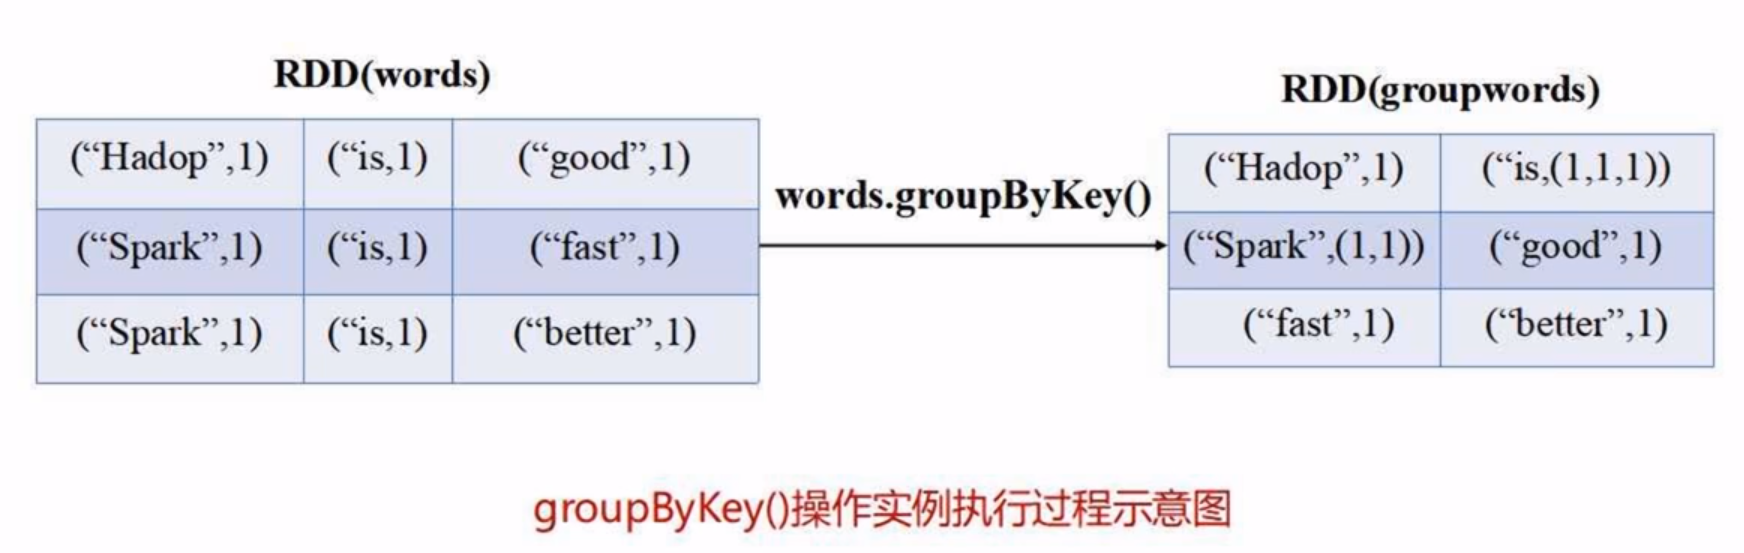 RDD(words)
(“Hadop”,1) (“is,1) (“good”,1)
(“Spark”,1) (“is,1) (“fast”,1)
(“Spark”,1) (“is,1) (“better”,1)
words.groupByKey()
RDD(groupwords)
(“Hadop”,1) (“is,(1,1,1))
(“Spark”,(1,1)) (“good”,1)
(“fast”,1) (“better”,1)
groupByKey()操作实例执行过程示意图